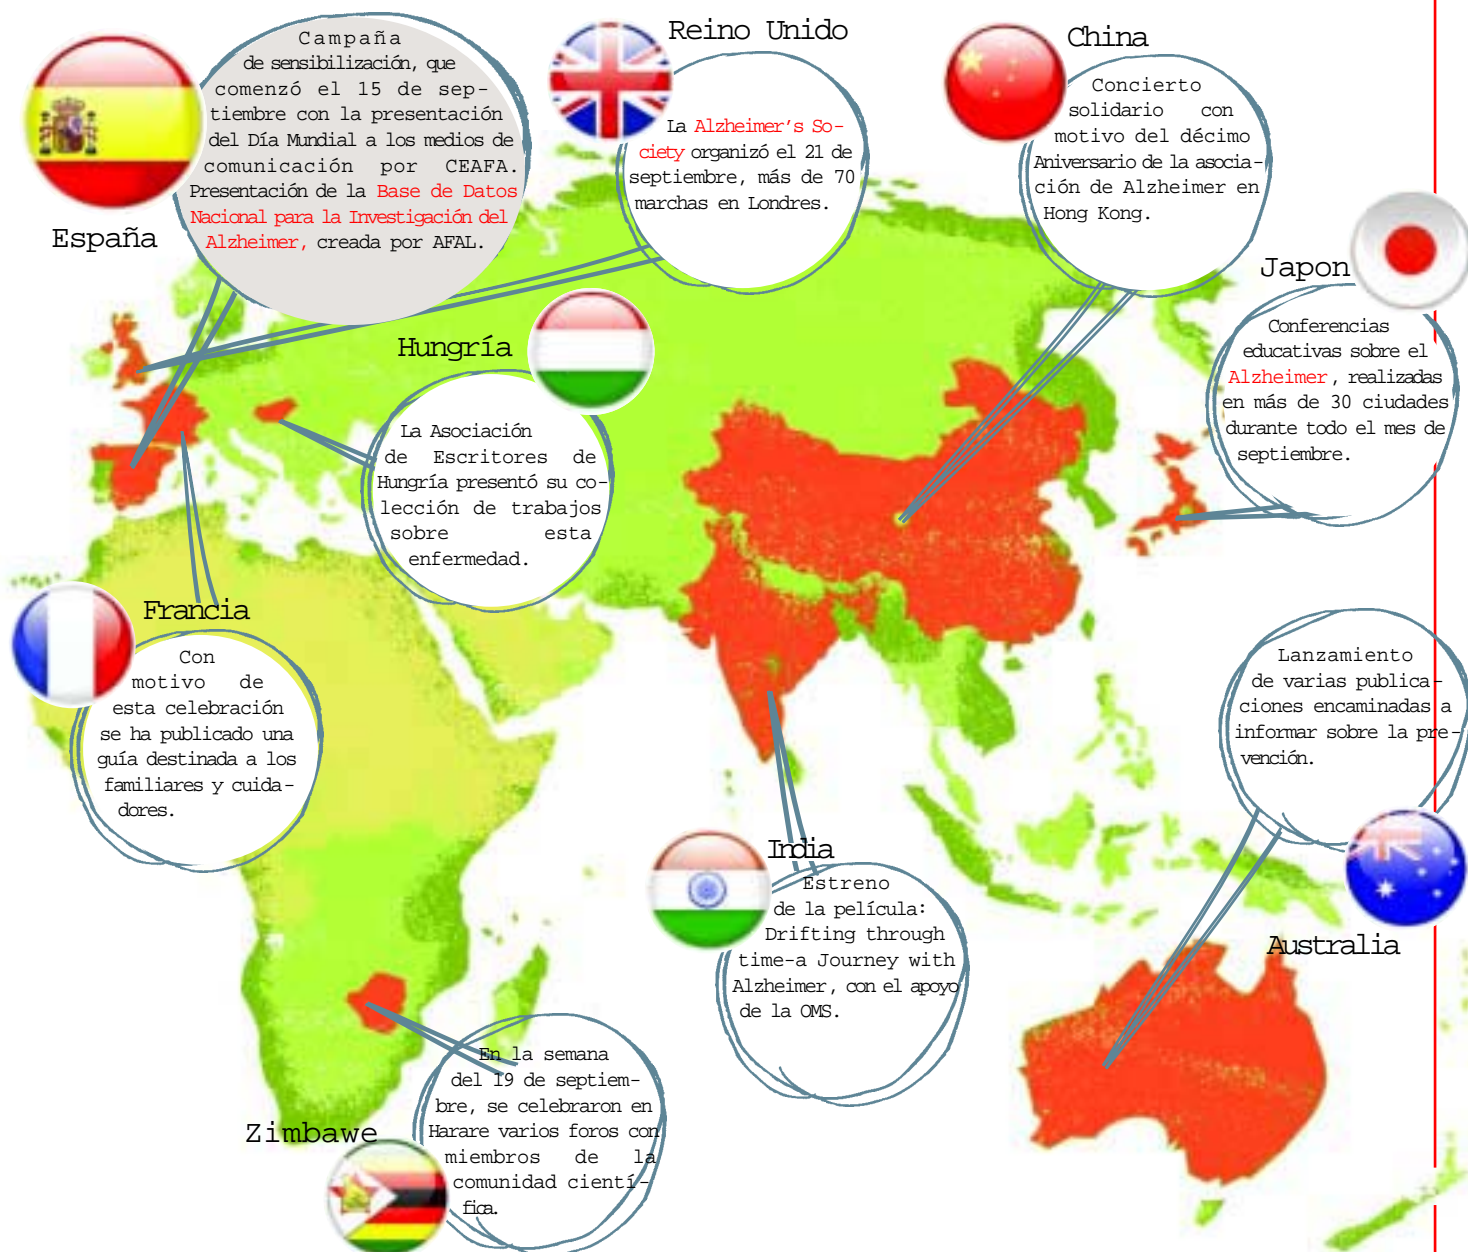 España
Campaña
de sensibilización, que
comenzó el 15 de sep-
tiembre con la presentación
del Día Mundial a los medios de
comunicación por CEAFA.
Presentación de la Base de Datos
Nacional para la Investigación del
Alzheimer, creada por AFAL.
Reino Unido
La Alzheimer's So-
ciety organizó el 21 de
septiembre, más de 70
marchas en Londres.
China
Concierto
solidario con
motivo del décimo
Aniversario de la asocia-
ción de Alzheimer en
Hong Kong.
Japon
Conferencias
educativas sobre el
Alzheimer, realizadas
en más de 30 ciudades
durante todo el mes de
septiembre.
Hungría
La Asociación
de Escritores de
Hungría presentó su co-
lección de trabajos
sobre esta
enfermedad.
Francia
Con
motivo de
esta celebración
se ha publicado una
guía destinada a los
familiares y cuida-
dores.
Lanzamiento
de varias publica-
ciones encaminadas a
informar sobre la pre-
vención.
Australia
India
Estreno
de la película:
Drifting through
time-a Journey with
Alzheimer, con el apoyo
de la OMS.
Zimbawe
En la semana
del 19 de septiem-
bre, se celebraron en
Harare varios foros con
miembros de la
comunidad cientí-
fica.